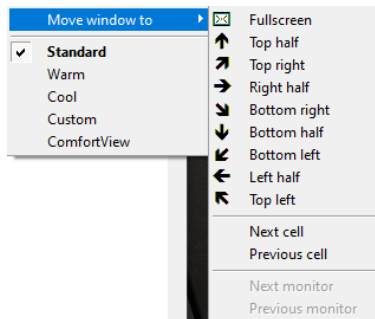 Move window to
Standard
Warm
Cool
Custom
ComfortView
Fullscreen
Top half
Top right
Right half
Bottom right
Bottom half
Bottom left
Left half
Top left
Next cell
Previous cell
Next monitor
Previous monitor